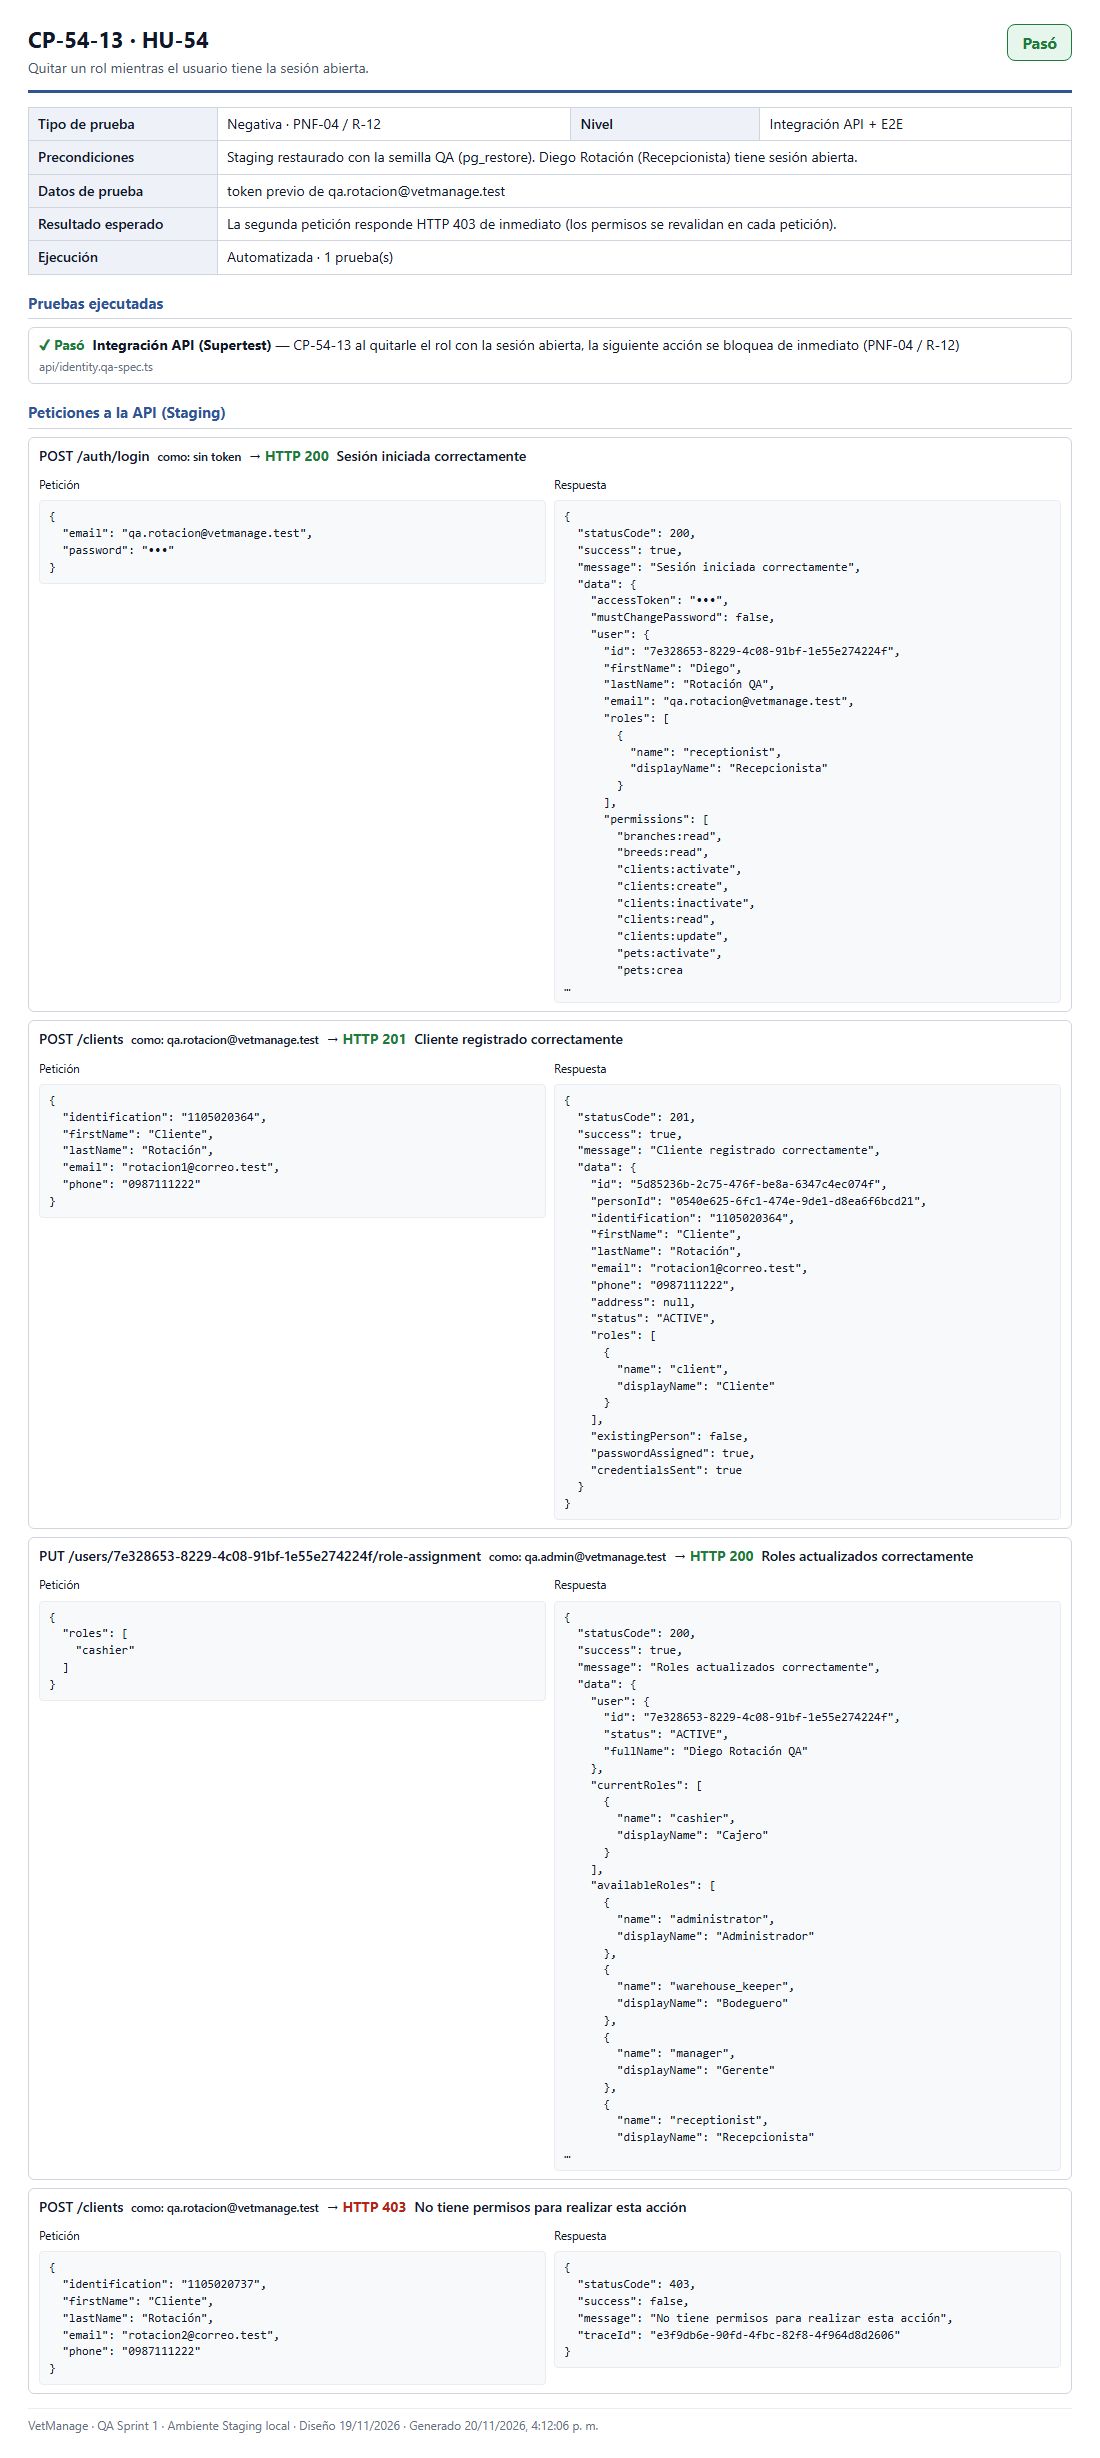 CP-54-13 · HU-54
Pasó
Quitar un rol mientras el usuario tiene la sesión abierta.
Tipo de prueba
Negativa · PNF-04 / R-12
Nivel
Integración API + E2E
Precondiciones
Staging restaurado con la semilla QA (pg_restore). Diego Rotación (Recepcionista) tiene sesión abierta.
Datos de prueba
token previo de qa.rotacion@vetmanage.test
Resultado esperado
La segunda petición responde HTTP 403 de inmediato (los permisos se revalidan en cada petición).
Ejecución
Automatizada · 1 prueba(s)
Pruebas ejecutadas
✔ Pasó Integración API (Supertest) — CP-54-13 al quitarle el rol con la sesión abierta, la siguiente acción se bloquea de inmediato (PNF-04 / R-12)
api/identity.qa-spec.ts
Peticiones a la API (Staging)
POST /auth/login como: sin token → HTTP 200 Sesión iniciada correctamente
Petición
{
"email": "qa.rotacion@vetmanage.test",
"password": "•••"
}
Respuesta
{
"statusCode": 200,
"success": true,
"message": "Sesión iniciada correctamente",
"data": {
"accessToken": "•••",
"mustChangePassword": false,
"user": {
"id": "7e328653-8229-4c08-91bf-1e55e274224f",
"firstName": "Diego",
"lastName": "Rotación QA",
"email": "qa.rotacion@vetmanage.test",
"roles": [
{
"name": "receptionist",
"displayName": "Recepcionista"
}
],
"permissions": [
"branches:read",
"breeds:read",
"clients:activate",
"clients:create",
"clients:inactivate",
"clients:read",
"clients:update",
"pets:activate",
"pets:crea
…
POST /clients como: qa.rotacion@vetmanage.test → HTTP 201 Cliente registrado correctamente
Petición
{
"identification": "1105020364",
"firstName": "Cliente",
"lastName": "Rotación",
"email": "rotacion1@correo.test",
"phone": "0987111222"
}
Respuesta
{
"statusCode": 201,
"success": true,
"message": "Cliente registrado correctamente",
"data": {
"id": "5d85236b-2c75-476f-be8a-6347c4ec074f",
"personId": "0540e625-6fc1-474e-9de1-d8ea6f6bcd21",
"identification": "1105020364",
"firstName": "Cliente",
"lastName": "Rotación",
"email": "rotacion1@correo.test",
"phone": "0987111222",
"address": null,
"status": "ACTIVE",
"roles": [
{
"name": "client",
"displayName": "Cliente"
}
],
"existingPerson": false,
"passwordAssigned": true,
"credentialsSent": true
}
}
PUT /users/7e328653-8229-4c08-91bf-1e55e274224f/role-assignment como: qa.admin@vetmanage.test → HTTP 200 Roles actualizados correctamente
Petición
{
"roles": [
"cashier"
]
}
Respuesta
{
"statusCode": 200,
"success": true,
"message": "Roles actualizados correctamente",
"data": {
"user": {
"id": "7e328653-8229-4c08-91bf-1e55e274224f",
"status": "ACTIVE",
"fullName": "Diego Rotación QA"
},
"currentRoles": [
{
"name": "cashier",
"displayName": "Cajero"
}
],
"availableRoles": [
{
"name": "administrator",
"displayName": "Administrador"
},
{
"name": "warehouse_keeper",
"displayName": "Bodeguero"
},
{
"name": "manager",
"displayName": "Gerente"
},
{
"name": "receptionist",
"displayName": "Recepcionista"
…
POST /clients como: qa.rotacion@vetmanage.test → HTTP 403 No tiene permisos para realizar esta acción
Petición
{
"identification": "1105020737",
"firstName": "Cliente",
"lastName": "Rotación",
"email": "rotacion2@correo.test",
"phone": "0987111222"
}
Respuesta
{
"statusCode": 403,
"success": false,
"message": "No tiene permisos para realizar esta acción",
"traceId": "e3f9db6e-90fd-4fbc-82f8-4f964d8d2606"
}
VetManage · QA Sprint 1 · Ambiente Staging local · Diseño 19/11/2026 · Generado 20/11/2026, 4:12:06 p. m.